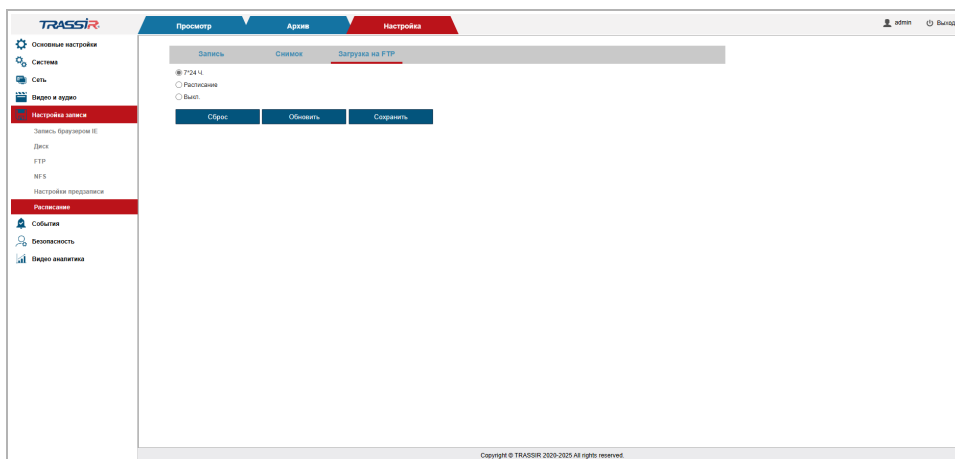 TRASSIR
Просмотр
Архив
Настройка
admin
Выход
Основные настройки
Система
Сеть
Видео и аудио
Настройка записи
Запись браузером IE
Диск
FTP
NFS
Настройки предзаписи
Расписание
События
Безопасность
Видео аналитика
Запись
Снимок
Загрузка на FTP
7*24 Ч.
Расписание
Выкл.
Сброс
Обновить
Сохранить
Copyright © TRASSIR 2020-2025 All rights reserved.